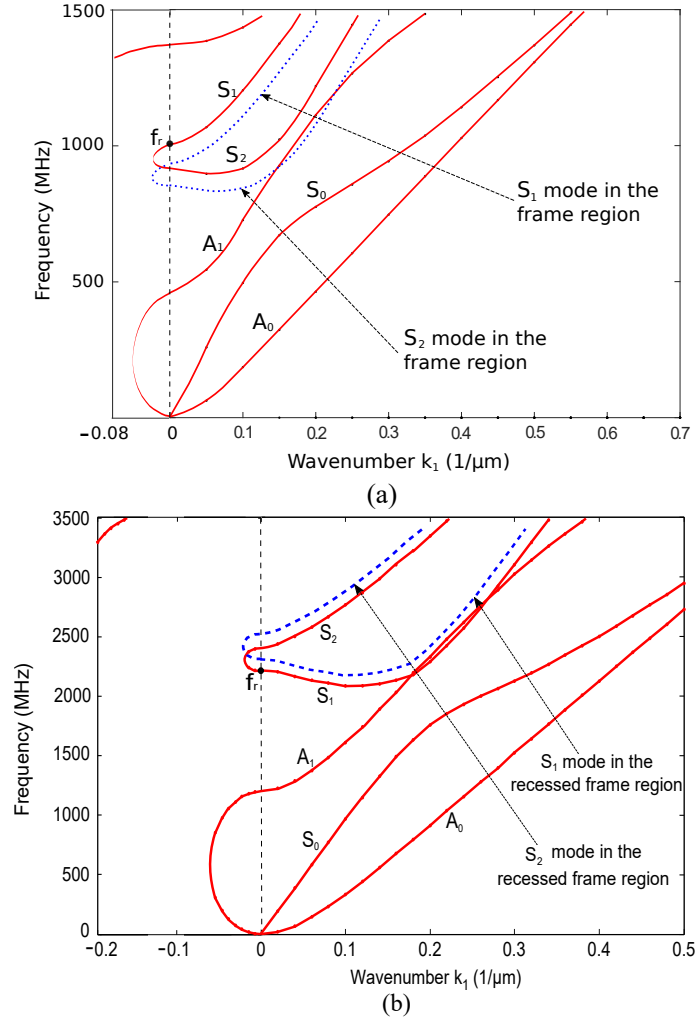 1500
1000
500
Frequency (MHz)
S1
fr
S2
S0
S1 mode in the
frame region
A1
A0
S2 mode in the
frame region
−0.08 0 0.1 0.2 0.3 0.4 0.5 0.6 0.7
Wavenumber k1 (1/μm)
(a)
3500
3000
2500
2000
1500
1000
500
0
Frequency (MHz)
S2
fr
S1
A1
S1 mode in the
recessed frame region
S0
A0
S2 mode in the
recessed frame region
−0.2 −0.1 0 0.1 0.2 0.3 0.4 0.5
Wavenumber k1 (1/μm)
(b)